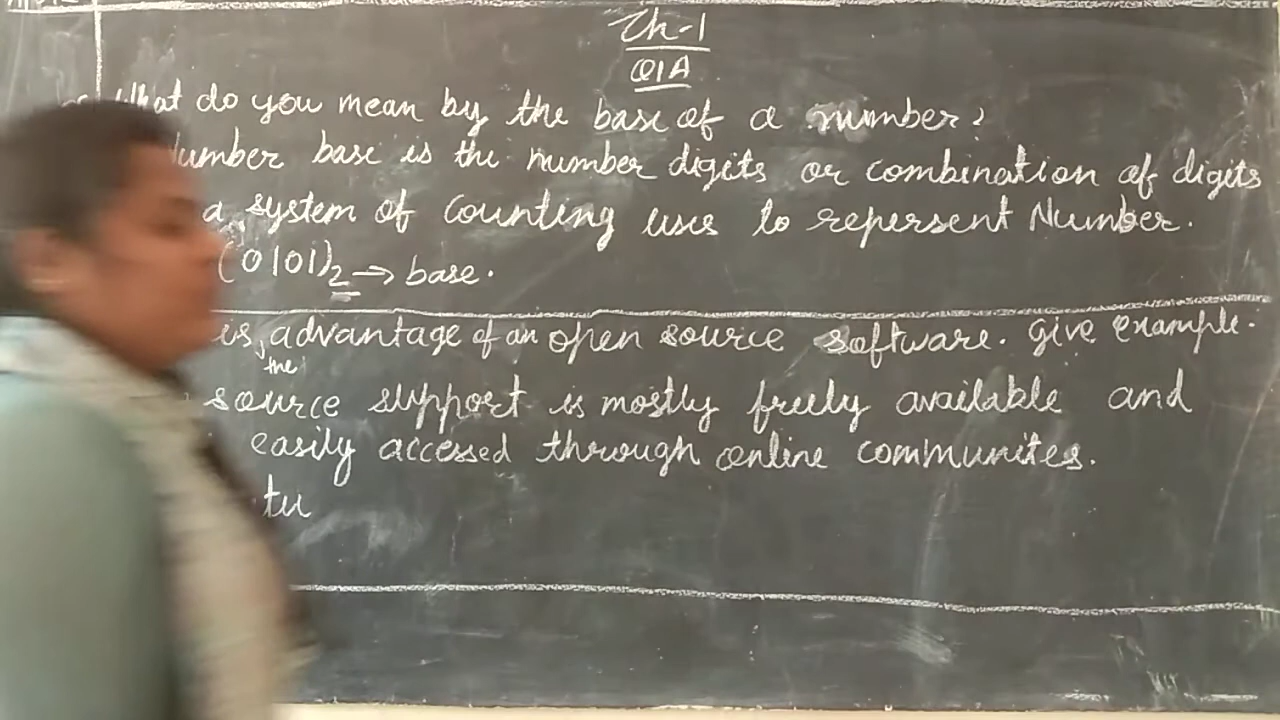 Ch-1
Q/A
What do you mean by the base of a number?
Number base is the number digits or combination of digits
a system of counting uses to repersent Number.
(0101)2 → base.
is the advantage of an open source software. Give example.
source support is mostly freely available and
easily accessed through online communites.
tu